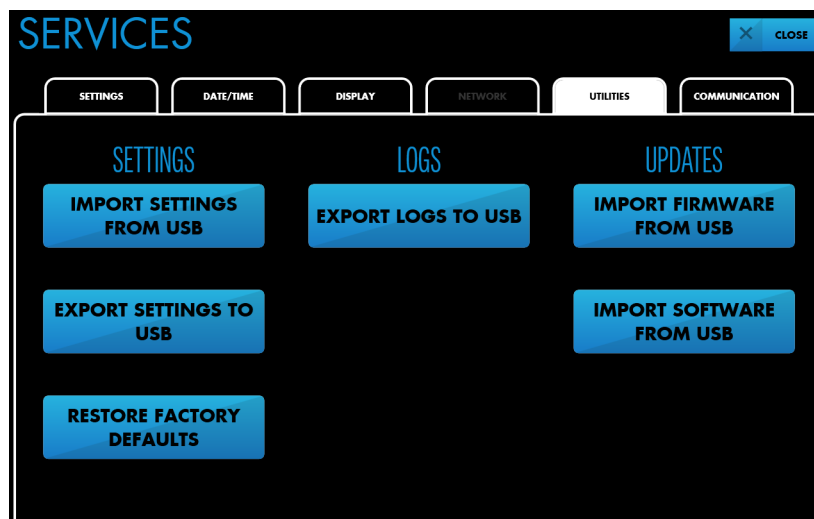 SERVICES
CLOSE
SETTINGS
DATE/TIME
DISPLAY
NETWORK
UTILITIES
COMMUNICATION
SETTINGS
LOGS
UPDATES
IMPORT SETTINGS
FROM USB
EXPORT LOGS TO USB
IMPORT FIRMWARE
FROM USB
EXPORT SETTINGS TO
USB
IMPORT SOFTWARE
FROM USB
RESTORE FACTORY
DEFAULTS